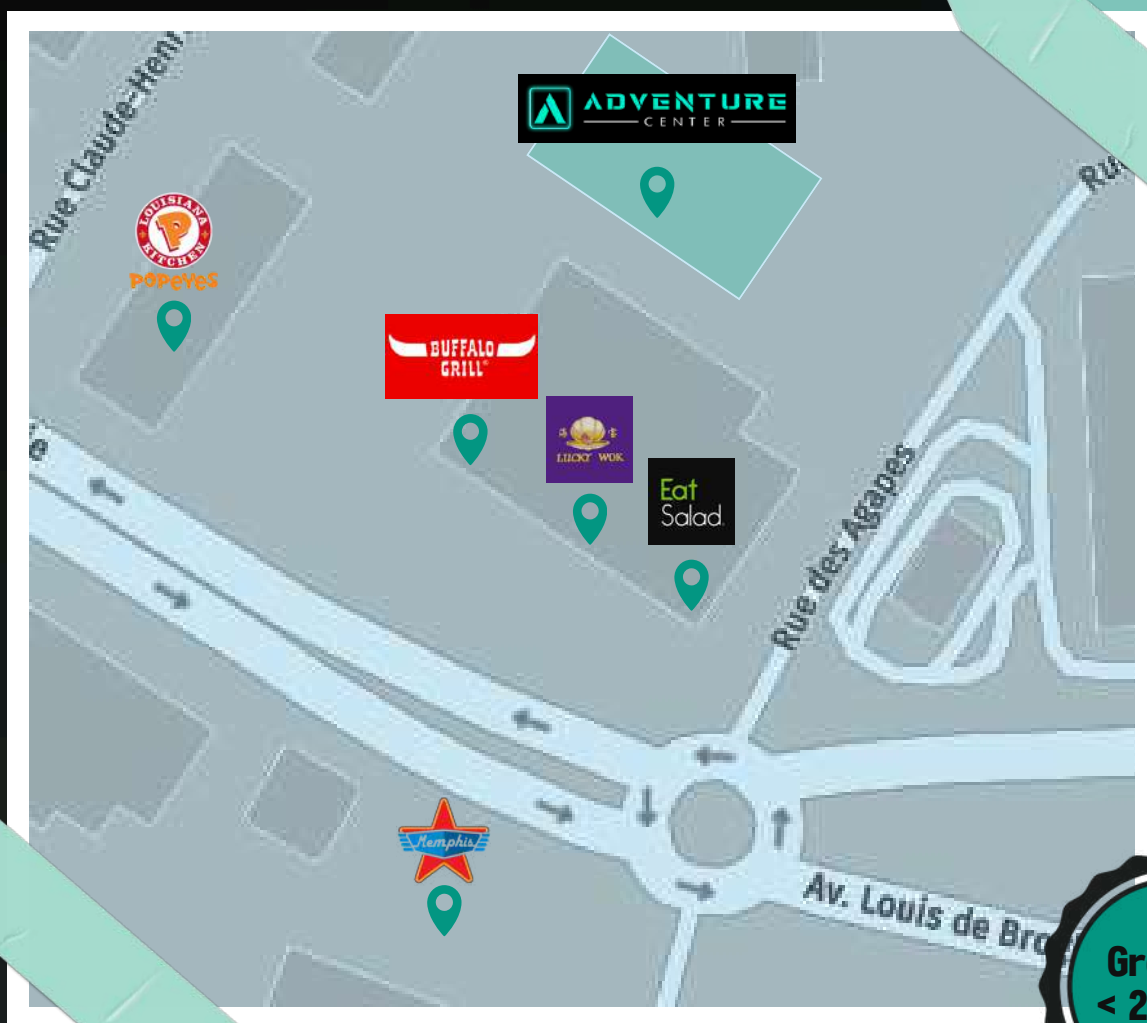 Rue Claude-Henri
ADVENTURE
CENTER
Rue
LOUISIANA
KITCHEN
POPEYES
BUFFALO
GRILL®
LUCKY WOK
Eat
Salad.
Rue des Agapes
Memphis
Av. Louis de Bro
Gr
< 2